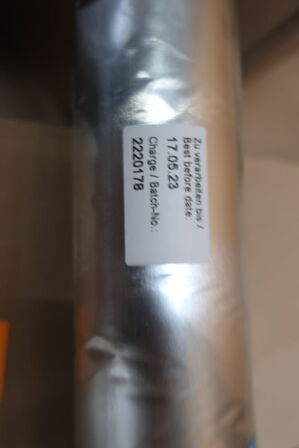 Zu verarbeiten bis /
Best before date:
17.05.23
Charge / Batch-No.:
2220178